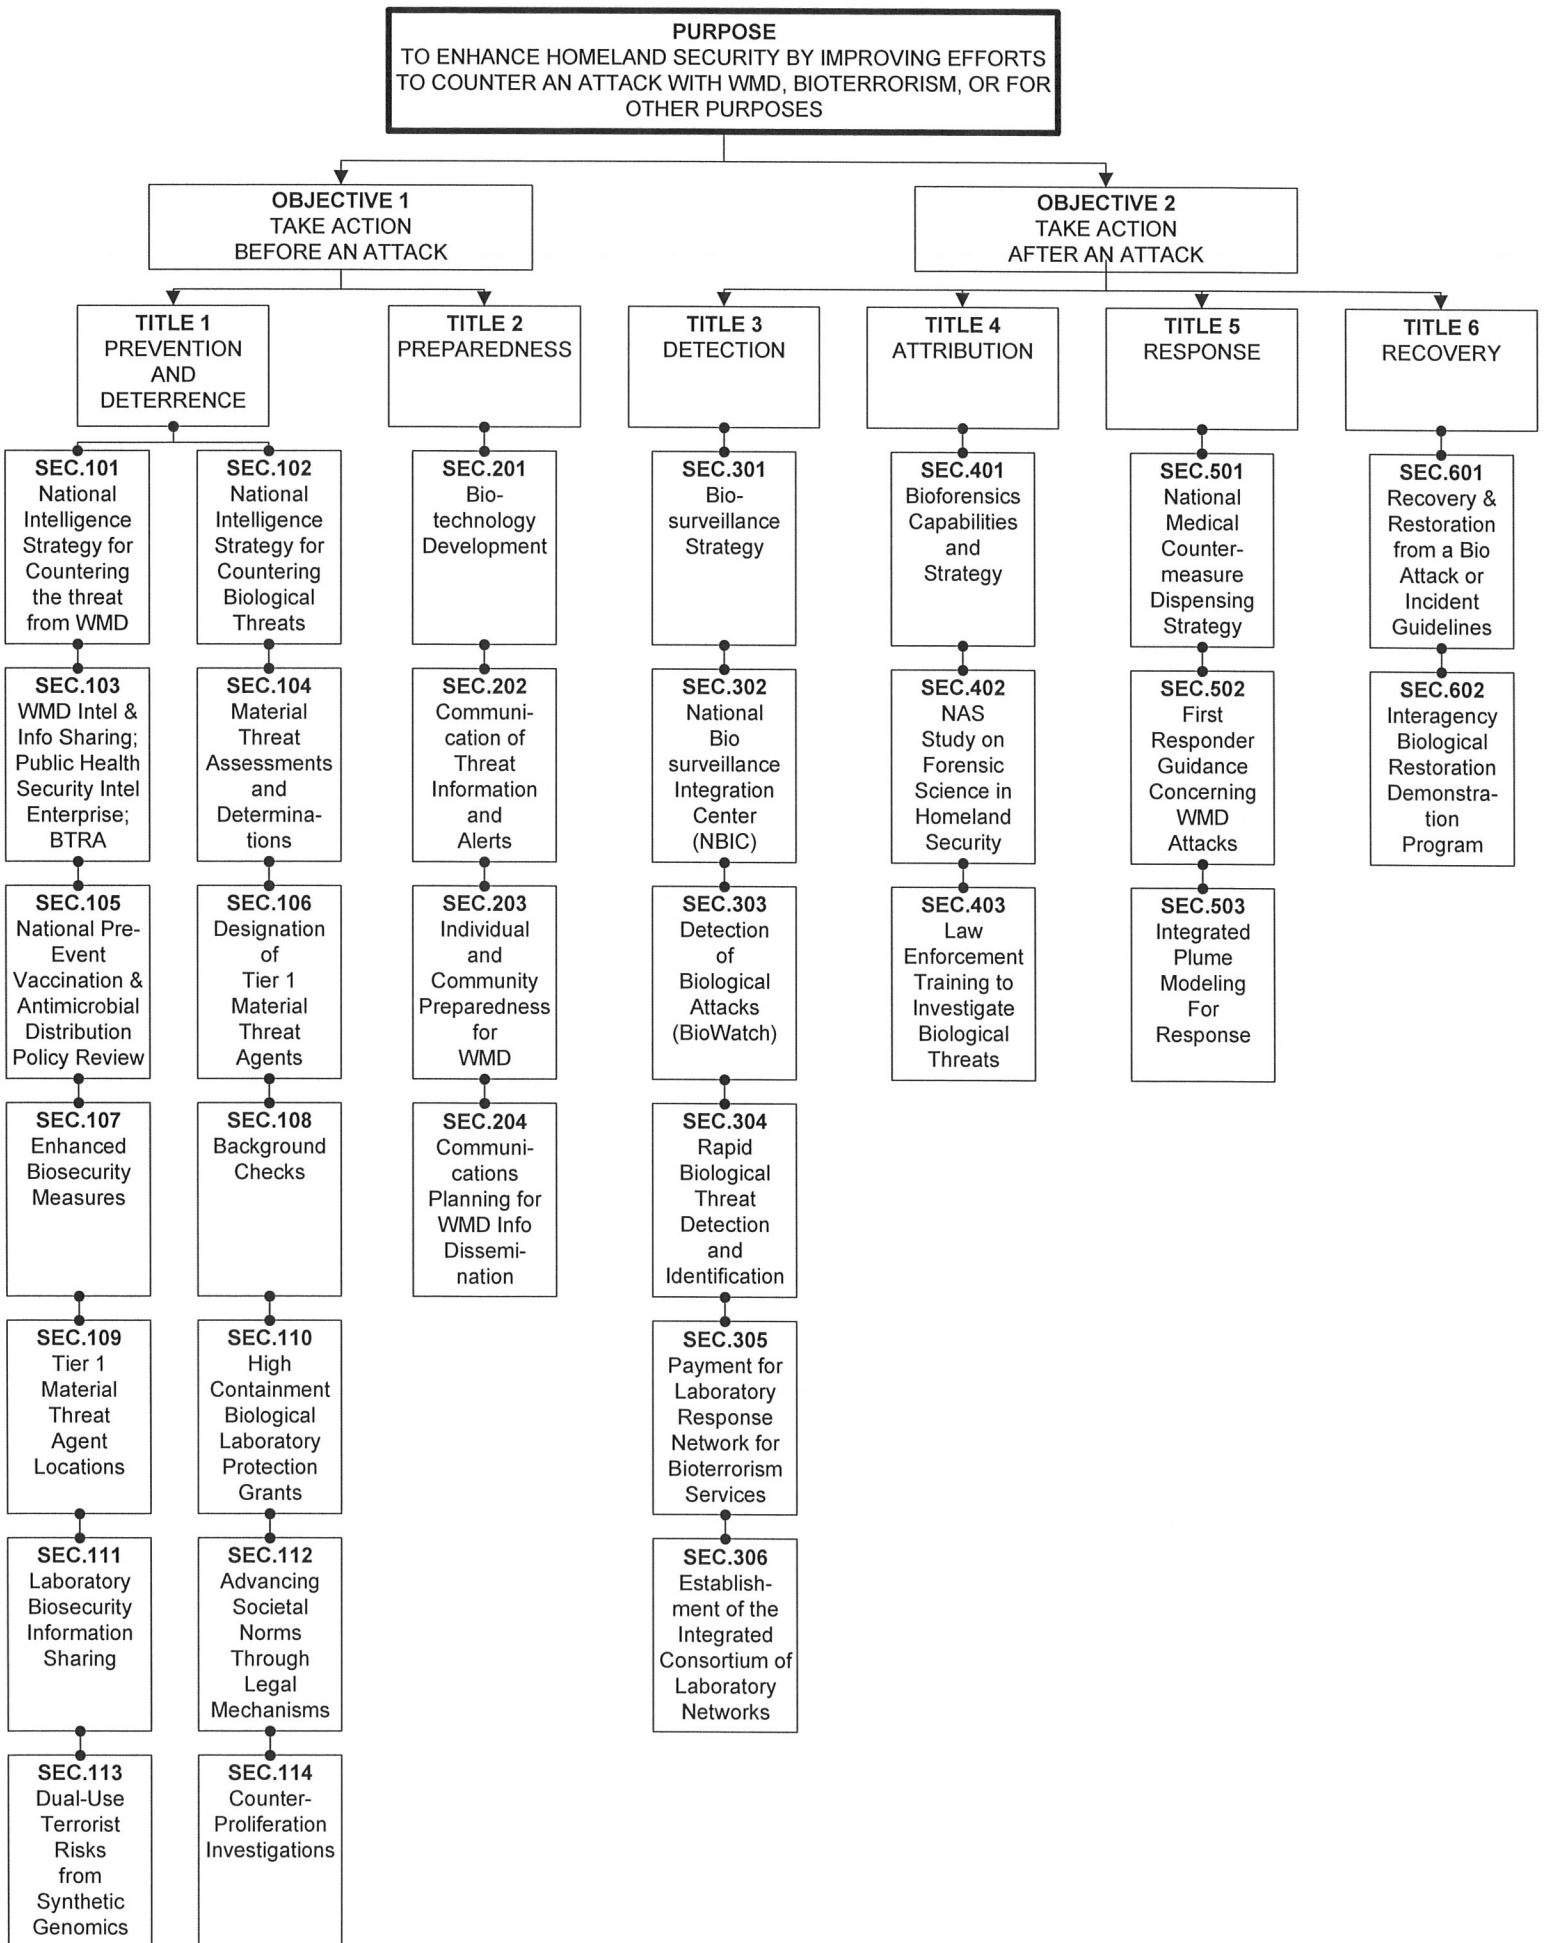 PURPOSE
TO ENHANCE HOMELAND SECURITY BY IMPROVING EFFORTS
TO COUNTER AN ATTACK WITH WMD, BIOTERRORISM, OR FOR
OTHER PURPOSES
OBJECTIVE 1
TAKE ACTION
BEFORE AN ATTACK
OBJECTIVE 2
TAKE ACTION
AFTER AN ATTACK
TITLE 1
PREVENTION
AND
DETERRENCE
TITLE 2
PREPAREDNESS
TITLE 3
DETECTION
TITLE 4
ATTRIBUTION
TITLE 5
RESPONSE
TITLE 6
RECOVERY
SEC.101
National
Intelligence
Strategy for
Countering
the threat
from WMD
SEC.102
National
Intelligence
Strategy for
Countering
Biological
Threats
SEC.201
Bio-
technology
Development
SEC.301
Bio-
surveillance
Strategy
SEC.401
Bioforensics
Capabilities
and
Strategy
SEC.501
National
Medical
Counter-
measure
Dispensing
Strategy
SEC.601
Recovery &
Restoration
from a Bio
Attack or
Incident
Guidelines
SEC.103
WMD Intel &
Info Sharing;
Public Health
Security Intel
Enterprise;
BTRA
SEC.104
Material
Threat
Assessments
and
Determina-
tions
SEC.202
Communi-
cation of
Threat
Information
and
Alerts
SEC.302
National
Bio
surveillance
Integration
Center
(NBIC)
SEC.402
NAS
Study on
Forensic
Science in
Homeland
Security
SEC.502
First
Responder
Guidance
Concerning
WMD
Attacks
SEC.602
Interagency
Biological
Restoration
Demonstra-
tion
Program
SEC.105
National Pre-
Event
Vaccination &
Antimicrobial
Distribution
Policy Review
SEC.106
Designation
of
Tier 1
Material
Threat
Agents
SEC.203
Individual
and
Community
Preparedness
for
WMD
SEC.303
Detection
of
Biological
Attacks
(BioWatch)
SEC.403
Law
Enforcement
Training to
Investigate
Biological
Threats
SEC.503
Integrated
Plume
Modeling
For
Response
SEC.107
Enhanced
Biosecurity
Measures
SEC.108
Background
Checks
SEC.204
Communi-
cations
Planning for
WMD Info
Dissemi-
nation
SEC.304
Rapid
Biological
Threat
Detection
and
Identification
SEC.109
Tier 1
Material
Threat
Agent
Locations
SEC.110
High
Containment
Biological
Laboratory
Protection
Grants
SEC.305
Payment for
Laboratory
Response
Network for
Bioterrorism
Services
SEC.111
Laboratory
Biosecurity
Information
Sharing
SEC.112
Advancing
Societal
Norms
Through
Legal
Mechanisms
SEC.306
Establish-
ment of the
Integrated
Consortium of
Laboratory
Networks
SEC.113
Dual-Use
Terrorist
Risks
from
Synthetic
Genomics
SEC.114
Counter-
Proliferation
Investigations